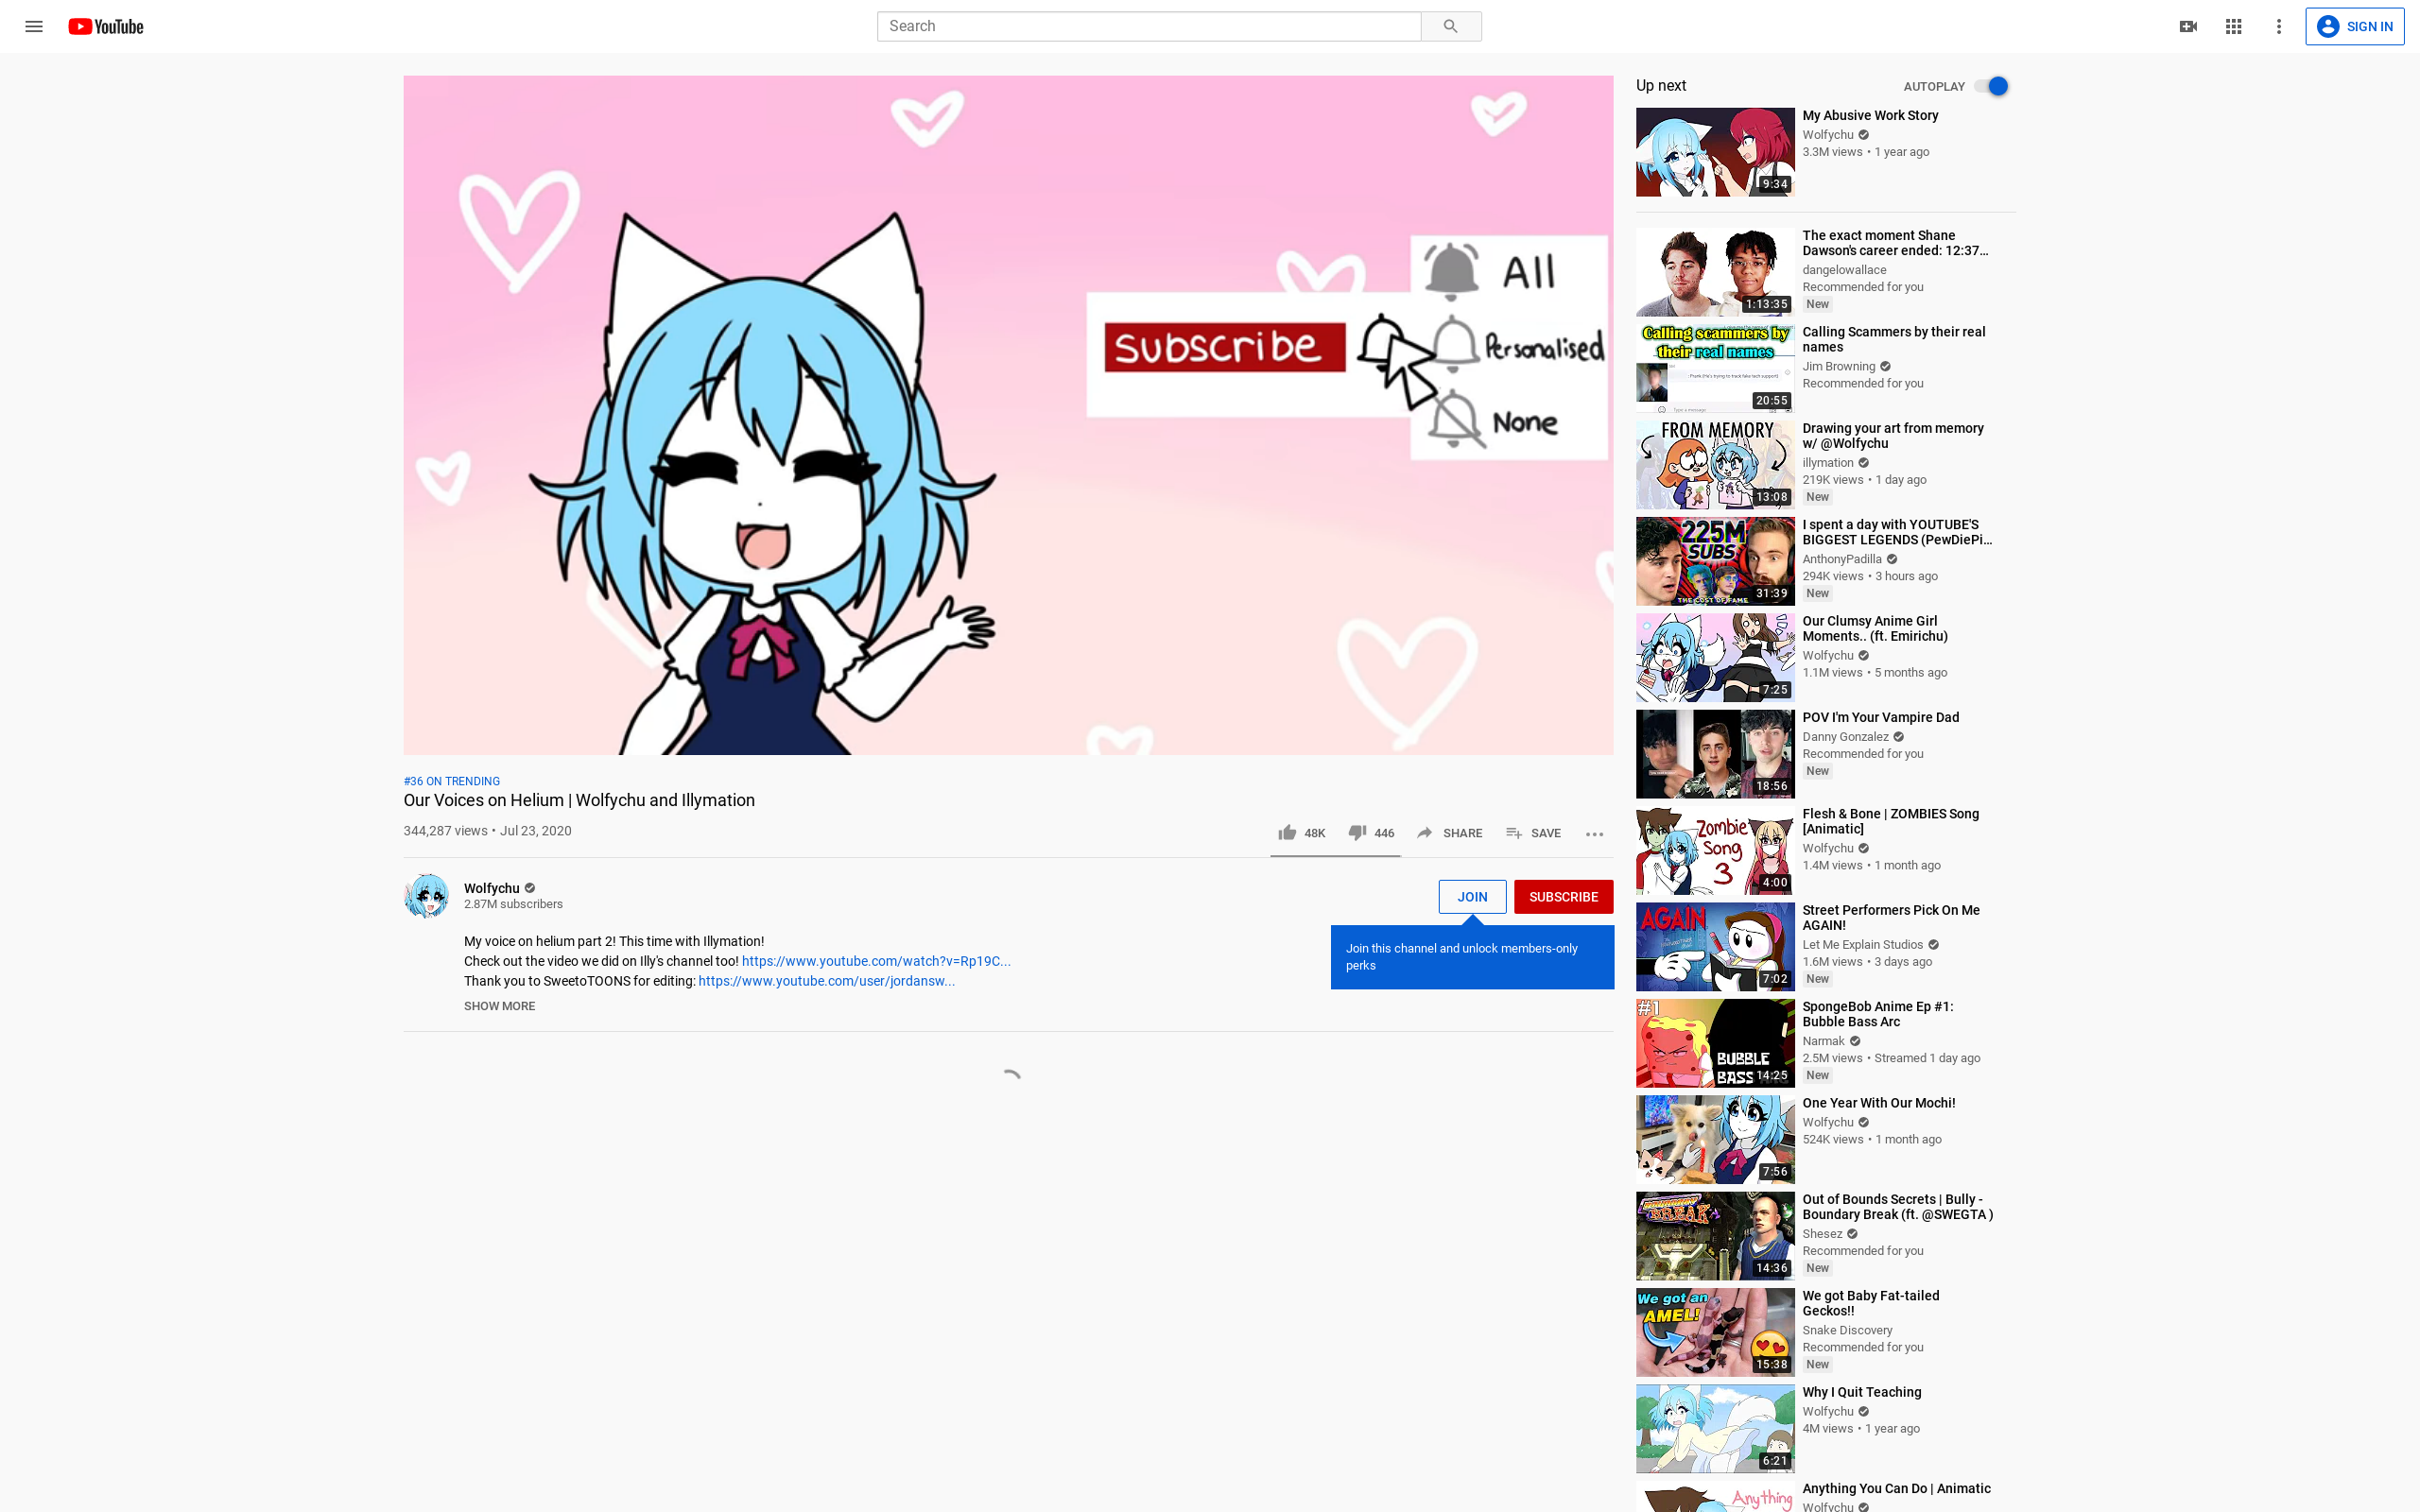 YouTube
Search
SIGN IN
Subscribe
All
Personalised
None
#36 ON TRENDING
Our Voices on Helium | Wolfychu and Illymation
344,287 views • Jul 23, 2020
48K
446
SHARE
SAVE
Wolfychu
2.87M subscribers
JOIN
SUBSCRIBE
Join this channel and unlock members-only
perks
My voice on helium part 2! This time with Illymation!
Check out the video we did on Illy's channel too! https://www.youtube.com/watch?v=Rp19C...
Thank you to SweetoTOONS for editing: https://www.youtube.com/user/jordansw...
SHOW MORE
Up next
AUTOPLAY
9:34
My Abusive Work Story
Wolfychu
3.3M views • 1 year ago
1:13:35
The exact moment Shane
Dawson's career ended: 12:37...
dangelowallace
Recommended for you
New
Calling scammers by
their real names
20:55
Calling Scammers by their real
names
Jim Browning
Recommended for you
FROM MEMORY
13:08
Drawing your art from memory
w/ @Wolfychu
illymation
219K views • 1 day ago
New
225M
SUBS
THE COST OF FAME
31:39
I spent a day with YOUTUBE'S
BIGGEST LEGENDS (PewDiePi...
AnthonyPadilla
294K views • 3 hours ago
New
7:25
Our Clumsy Anime Girl
Moments.. (ft. Emirichu)
Wolfychu
1.1M views • 5 months ago
18:56
POV I'm Your Vampire Dad
Danny Gonzalez
Recommended for you
New
Zombie
Song
3
4:00
Flesh & Bone | ZOMBIES Song
[Animatic]
Wolfychu
1.4M views • 1 month ago
AGAIN
7:02
Street Performers Pick On Me
AGAIN!
Let Me Explain Studios
1.6M views • 3 days ago
New
#1
BUBBLE
BASS
14:25
SpongeBob Anime Ep #1:
Bubble Bass Arc
Narmak
2.5M views • Streamed 1 day ago
New
7:56
One Year With Our Mochi!
Wolfychu
524K views • 1 month ago
BREAK
14:36
Out of Bounds Secrets | Bully -
Boundary Break (ft. @SWEGTA )
Shesez
Recommended for you
New
We got an
AMEL!
15:38
We got Baby Fat-tailed
Geckos!!
Snake Discovery
Recommended for you
New
6:21
Why I Quit Teaching
Wolfychu
4M views • 1 year ago
Anything
Anything You Can Do | Animatic
Wolfychu